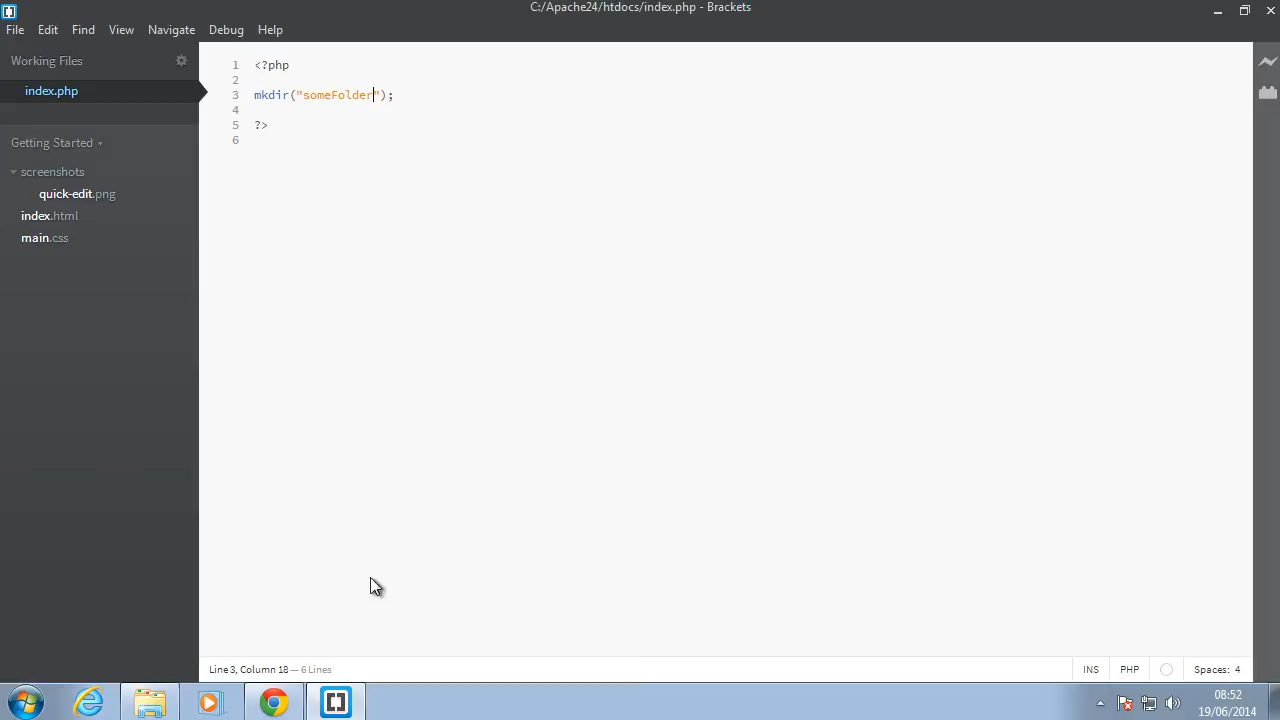 C:/Apache24/htdocs/index.php - Brackets
File Edit Find View Navigate Debug Help
Working Files
index.php
Getting Started
screenshots
quick-edit.png
index.html
main.css
1 <?php
2
3 mkdir("someFolder");
4
5 ?>
6
Line 3, Column 18 — 6 Lines
INS PHP Spaces: 4
08:52
19/06/2014